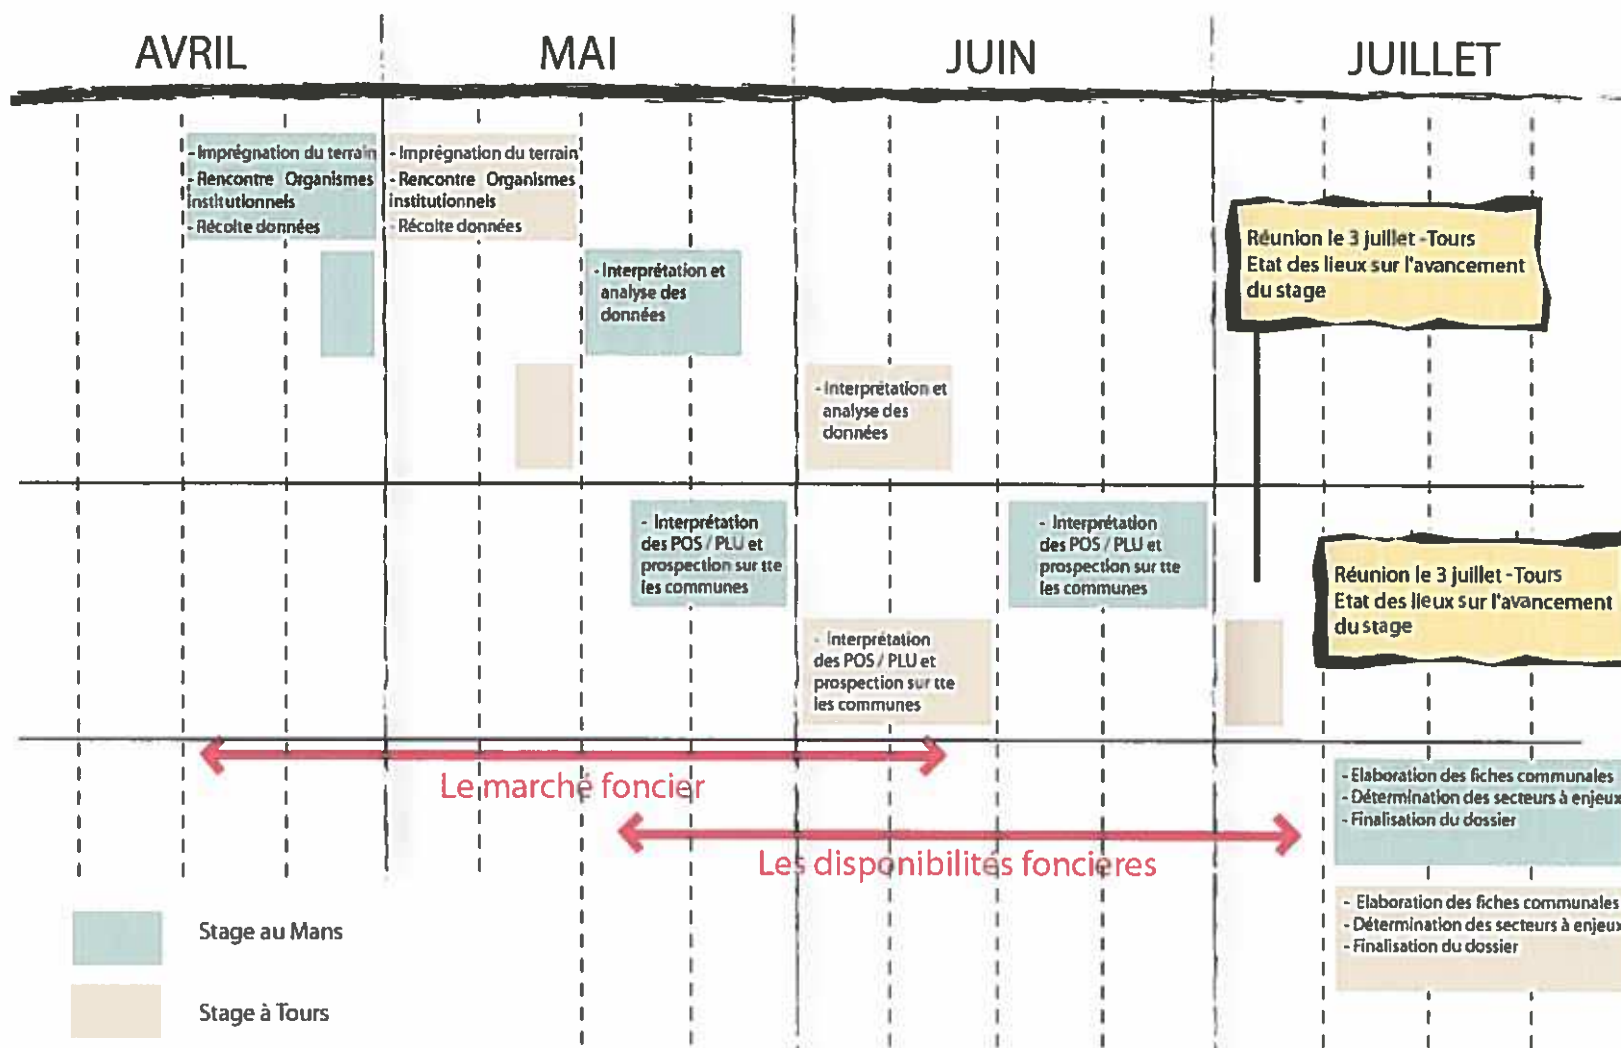 AVRIL
MAI
JUIN
JUILLET
- Imprégnation du terrain
- Rencontre Organismes
institutionnels
- Récolte données
- Imprégnation du terrain
- Rencontre Organismes
institutionnels
- Récolte données
Réunion le 3 juillet - Tours
Etat des lieux sur l'avancement
du stage
- Interprétation et
analyse des
données
- Interprétation et
analyse des
données
- Interprétation
des POS / PLU et
prospection sur tte
les communes
- Interprétation
des POS / PLU et
prospection sur tte
les communes
Réunion le 3 juillet - Tours
Etat des lieux sur l'avancement
du stage
- Interprétation
des POS / PLU et
prospection sur tte
les communes
Le marché foncier
Les disponibilités foncieres
- Elaboration des fiches communales
- Détermination des secteurs à enjeux
- Finalisation du dossier
- Elaboration des fiches communales
- Détermination des secteurs à enjeux
- Finalisation du dossier
Stage au Mans
Stage à Tours